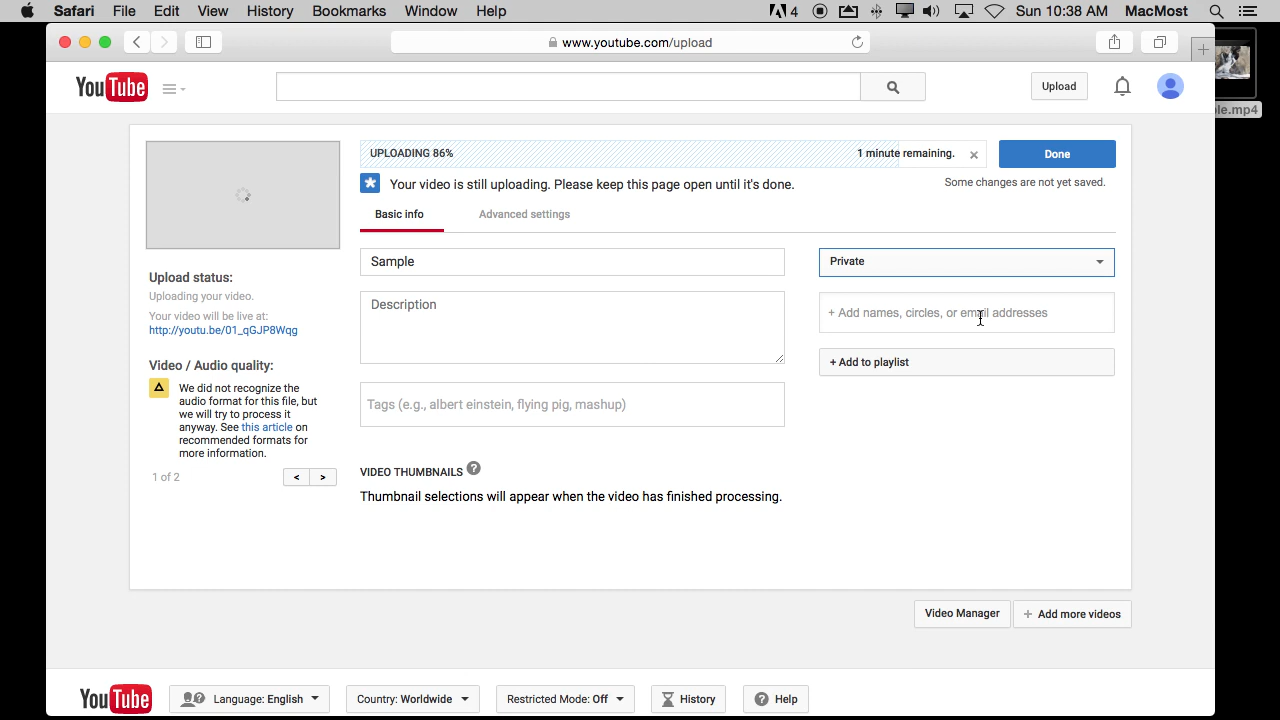 Safari File Edit View History Bookmarks Window Help 4 Sun 10:38 AM MacMost
www.youtube.com/upload
YouTube Upload
le.mp4
UPLOADING 86% 1 minute remaining. Done
Your video is still uploading. Please keep this page open until it's done. Some changes are not yet saved.
Basic info Advanced settings
Sample Private
Upload status:
Uploading your video.
Your video will be live at:
http://youtu.be/01_qGJP8Wqg
Description + Add names, circles, or email addresses
+ Add to playlist
Video / Audio quality:
We did not recognize the
audio format for this file, but
we will try to process it
anyway. See this article on
recommended formats for
more information.
1 of 2 < >
Tags (e.g., albert einstein, flying pig, mashup)
VIDEO THUMBNAILS ?
Thumbnail selections will appear when the video has finished processing.
Video Manager + Add more videos
YouTube Language: English Country: Worldwide Restricted Mode: Off History ? Help